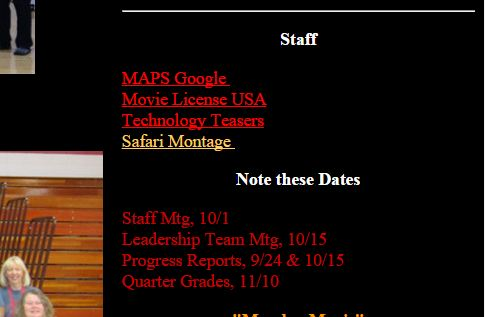 Staff
MAPS Google
Movie License USA
Technology Teasers
Safari Montage
Note these Dates
Staff Mtg, 10/1
Leadership Team Mtg, 10/15
Progress Reports, 9/24 & 10/15
Quarter Grades, 11/10